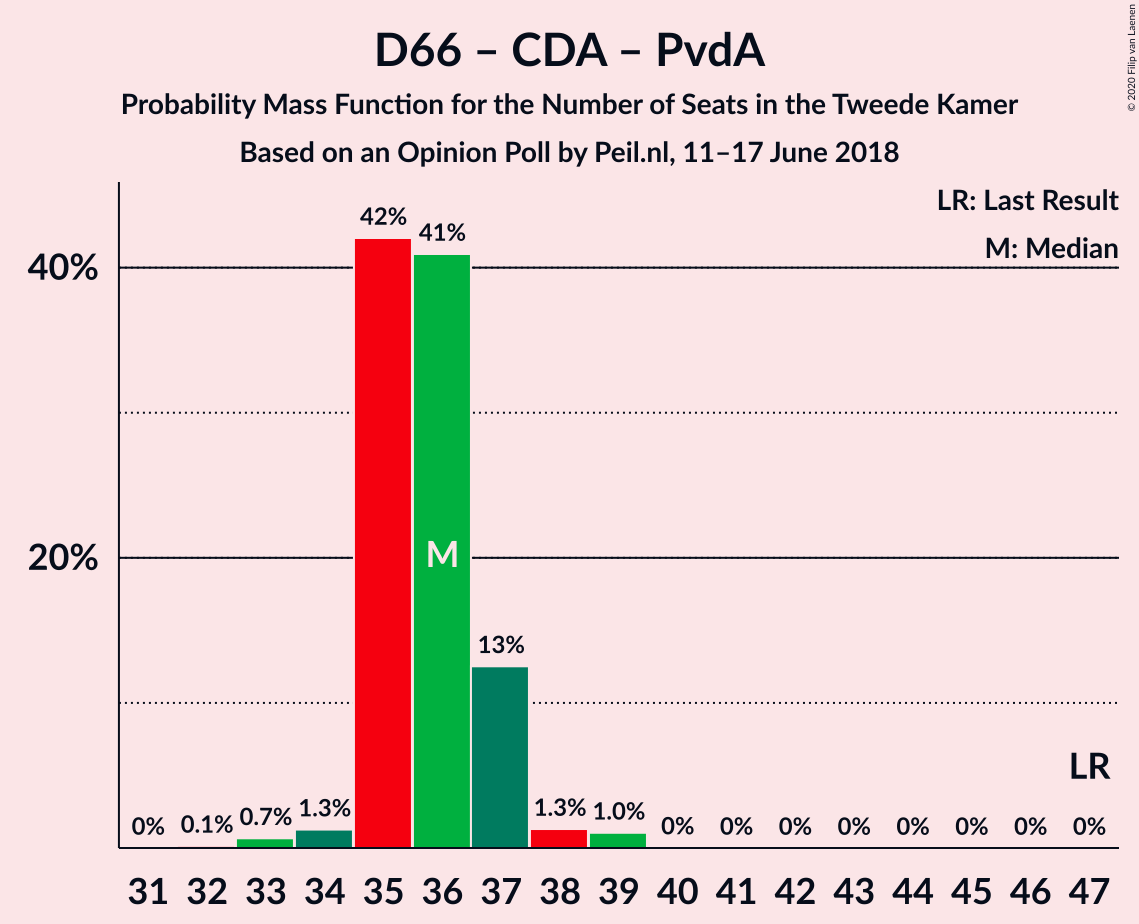 D66 – CDA – PvdA
Probability Mass Function for the Number of Seats in the Tweede Kamer
Based on an Opinion Poll by Peil.nl, 11–17 June 2018
© 2020 Filip van Laenen
LR: Last Result
M: Median
40%
20%
0% 0.1% 0.7% 1.3% 42% 41% 13% 1.3% 1.0% 0% 0% 0% 0% 0% 0% 0% 0%
M
LR
31 32 33 34 35 36 37 38 39 40 41 42 43 44 45 46 47